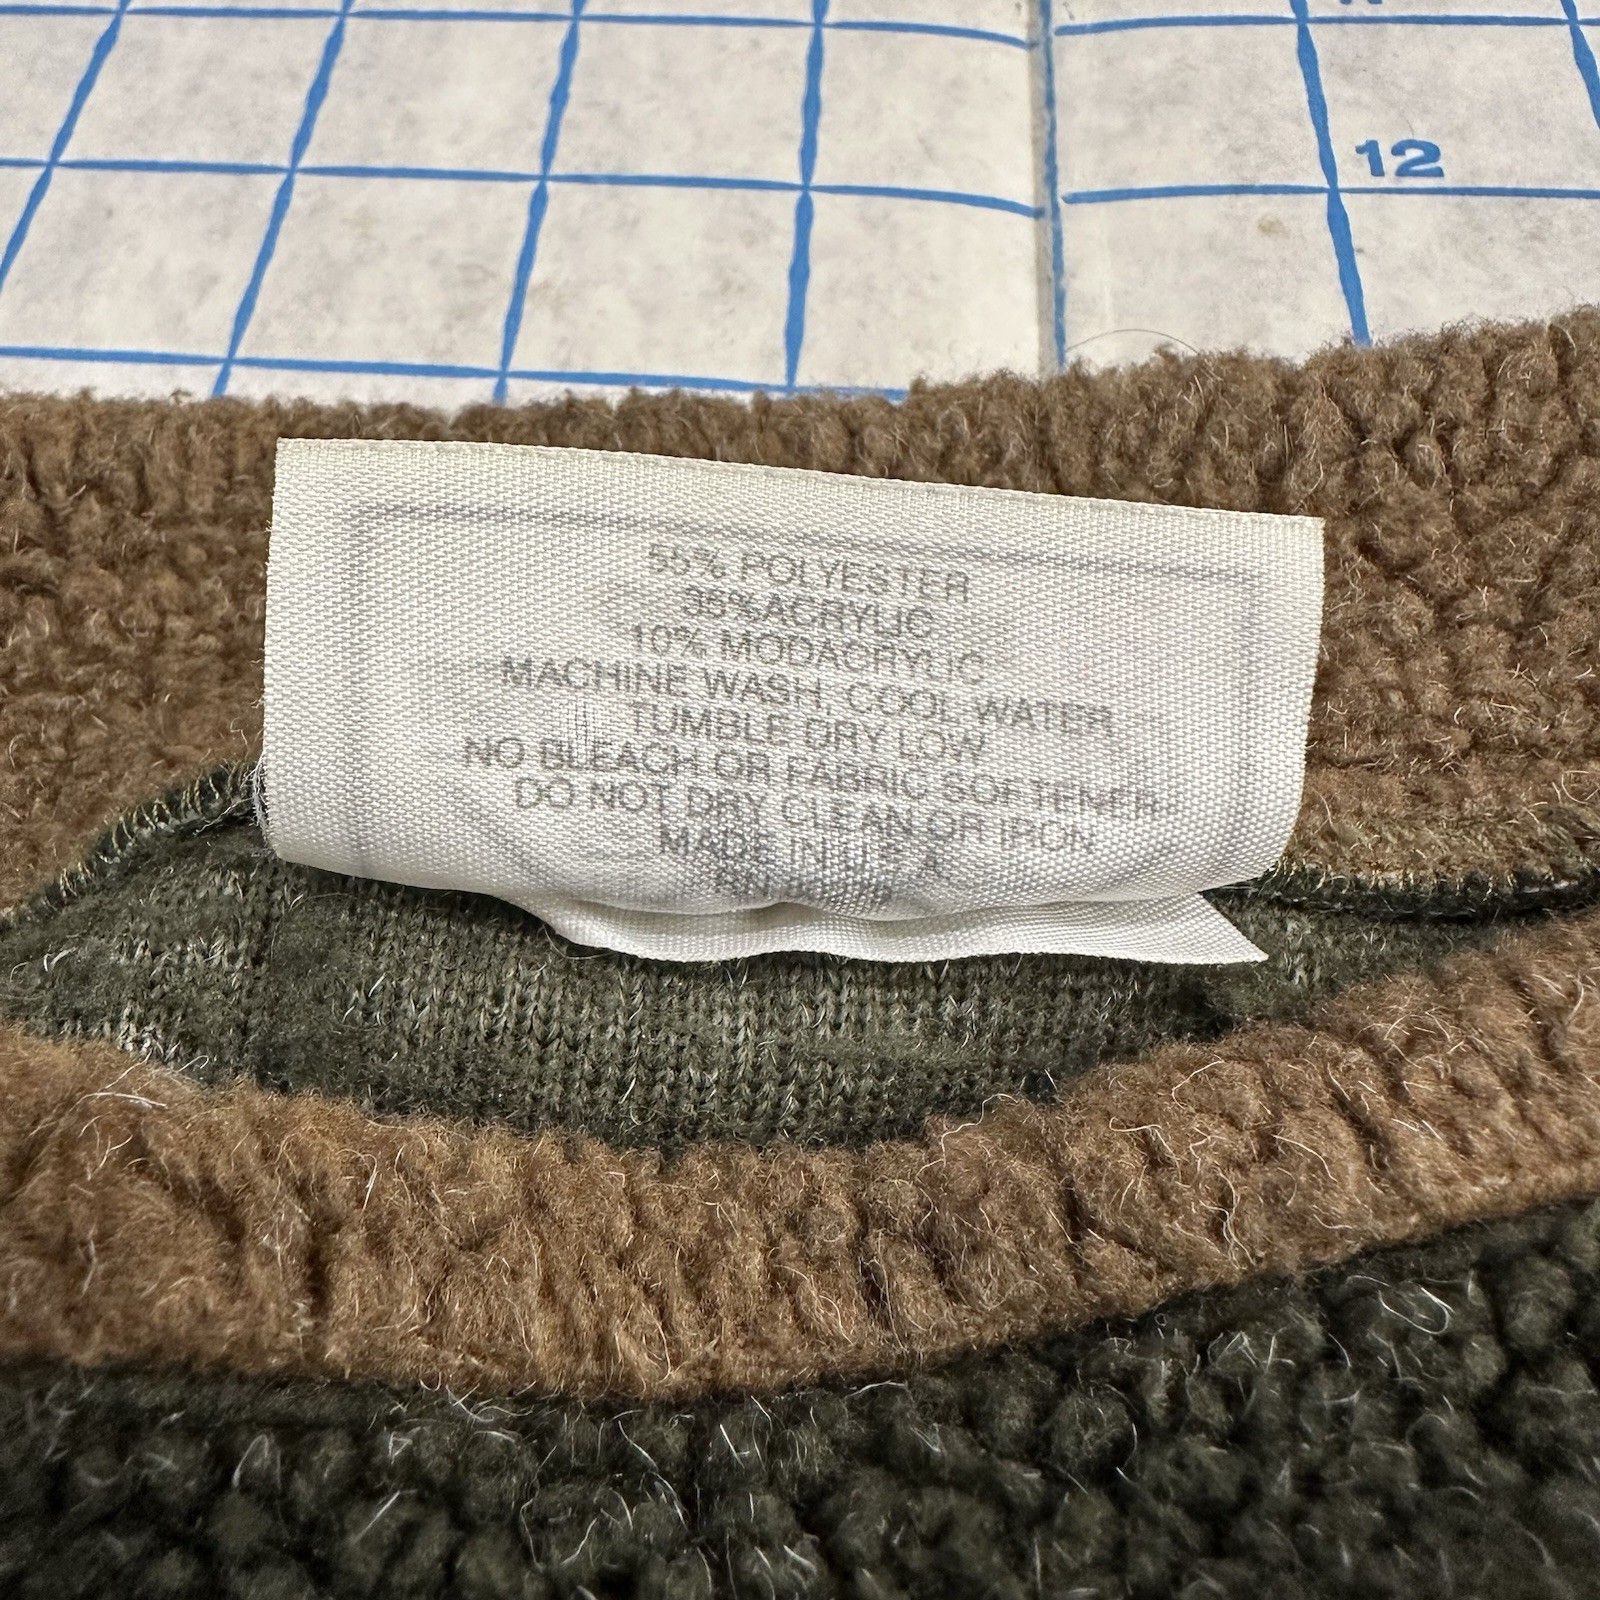 12
55% POLYESTER
35%ACRYLIC
10% MODACRYLIC
MACHINE WASH, COOL WATER
TUMBLE DRY LOW
NO BLEACH OR FABRIC SOFTENER
DO NOT DRY CLEAN OR IRON
MADE IN U.S.A.
RN